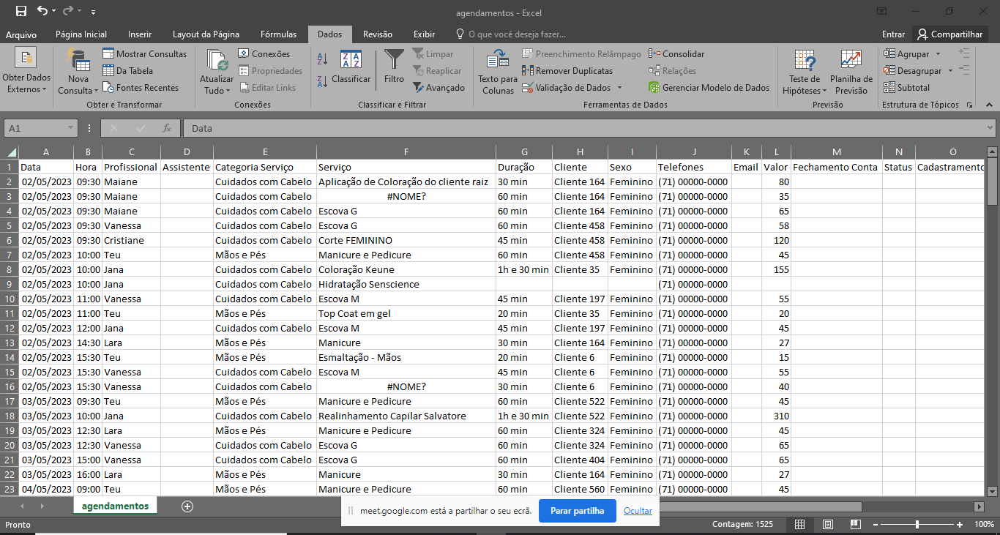 agendamentos - Excel
Arquivo Página Inicial Inserir Layout da Página Fórmulas Dados Revisão Exibir O que você deseja fazer... Entrar Compartilhar
Obter Dados Externos
Nova Consulta
Mostrar Consultas
Da Tabela
Fontes Recentes
Obter e Transformar
Atualizar Tudo
Conexões
Propriedades
Editar Links
Conexões
Classificar
Filtro
Limpar
Reaplicar
Avançado
Classificar e Filtrar
Texto para Colunas
Preenchimento Relâmpago
Remover Duplicatas
Validação de Dados
Consolidar
Relações
Gerenciar Modelo de Dados
Ferramentas de Dados
Teste de Hipóteses
Planilha de Previsão
Previsão
Agrupar
Desagrupar
Subtotal
Estrutura de Tópicos
A1 fx Data
A B C D E F G H I J K L M N O
1 Data Hora Profissional Assistente Categoria Serviço Serviço Duração Cliente Sexo Telefones Email Valor Fechamento Conta Status Cadastramento
2 02/05/2023 09:30 Maiane Cuidados com Cabelo Aplicação de Coloração do cliente raiz 30 min Cliente 164 Feminino (71) 00000-0000 80
3 02/05/2023 09:30 Maiane Cuidados com Cabelo #NOME? 60 min Cliente 164 Feminino (71) 00000-0000 35
4 02/05/2023 09:30 Maiane Cuidados com Cabelo Escova G 60 min Cliente 164 Feminino (71) 00000-0000 65
5 02/05/2023 09:30 Vanessa Cuidados com Cabelo Escova G 60 min Cliente 458 Feminino (71) 00000-0000 58
6 02/05/2023 09:30 Cristiane Cuidados com Cabelo Corte FEMININO 45 min Cliente 458 Feminino (71) 00000-0000 120
7 02/05/2023 10:00 Teu Mãos e Pés Manicure e Pedicure 60 min Cliente 458 Feminino (71) 00000-0000 45
8 02/05/2023 10:00 Jana Cuidados com Cabelo Coloração Keune 1h e 30 min Cliente 35 Feminino (71) 00000-0000 155
9 02/05/2023 10:00 Jana Cuidados com Cabelo Hidratação Senscience (71) 00000-0000
10 02/05/2023 11:00 Vanessa Cuidados com Cabelo Escova M 45 min Cliente 197 Feminino (71) 00000-0000 55
11 02/05/2023 11:00 Teu Mãos e Pés Top Coat em gel 20 min Cliente 35 Feminino (71) 00000-0000 20
12 02/05/2023 12:00 Jana Cuidados com Cabelo Escova M 45 min Cliente 197 Feminino (71) 00000-0000 45
13 02/05/2023 14:30 Lara Mãos e Pés Manicure 30 min Cliente 164 Feminino (71) 00000-0000 27
14 02/05/2023 15:30 Teu Mãos e Pés Esmaltação - Mãos 20 min Cliente 6 Feminino (71) 00000-0000 15
15 02/05/2023 15:30 Vanessa Cuidados com Cabelo Escova M 45 min Cliente 6 Feminino (71) 00000-0000 55
16 02/05/2023 15:30 Vanessa Cuidados com Cabelo #NOME? 30 min Cliente 6 Feminino (71) 00000-0000 40
17 03/05/2023 09:30 Teu Mãos e Pés Manicure e Pedicure 60 min Cliente 522 Feminino (71) 00000-0000 45
18 03/05/2023 10:00 Jana Cuidados com Cabelo Realinhamento Capilar Salvatore 1h e 30 min Cliente 522 Feminino (71) 00000-0000 310
19 03/05/2023 12:30 Lara Mãos e Pés Manicure e Pedicure 60 min Cliente 324 Feminino (71) 00000-0000 45
20 03/05/2023 12:30 Vanessa Cuidados com Cabelo Escova G 60 min Cliente 324 Feminino (71) 00000-0000 65
21 03/05/2023 15:00 Vanessa Cuidados com Cabelo Escova G 60 min Cliente 404 Feminino (71) 00000-0000 65
22 03/05/2023 16:00 Lara Mãos e Pés Manicure 30 min Cliente 164 Feminino (71) 00000-0000 27
23 04/05/2023 09:00 Teu Mãos e Pés Manicure e Pedicure 60 min Cliente 560 Feminino (71) 00000-0000 45
agendamentos
meet.google.com está a partilhar o seu ecrã. Parar partilha Ocultar
Pronto Contagem: 1525 100%